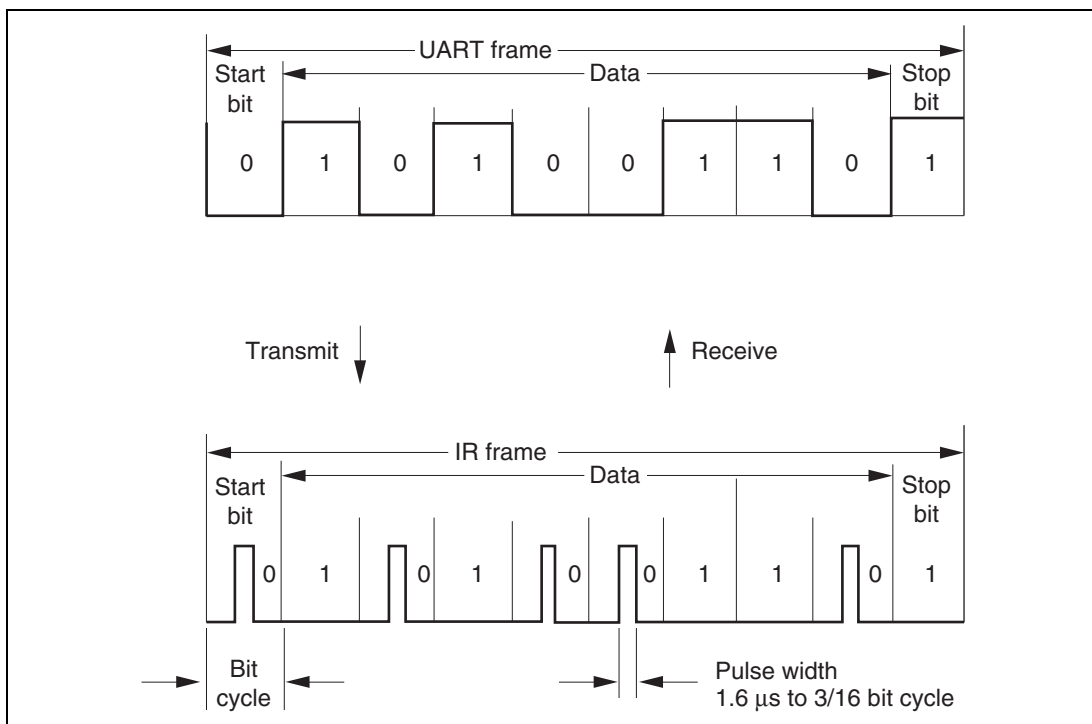 UART frame
Start bit
Data
Stop bit
0 1 0 1 0 0 1 1 0 1
Transmit
Receive
IR frame
Start bit
Data
Stop bit
0 1 0 1 0 0 1 1 0 1
Bit cycle
Pulse width
1.6 μs to 3/16 bit cycle